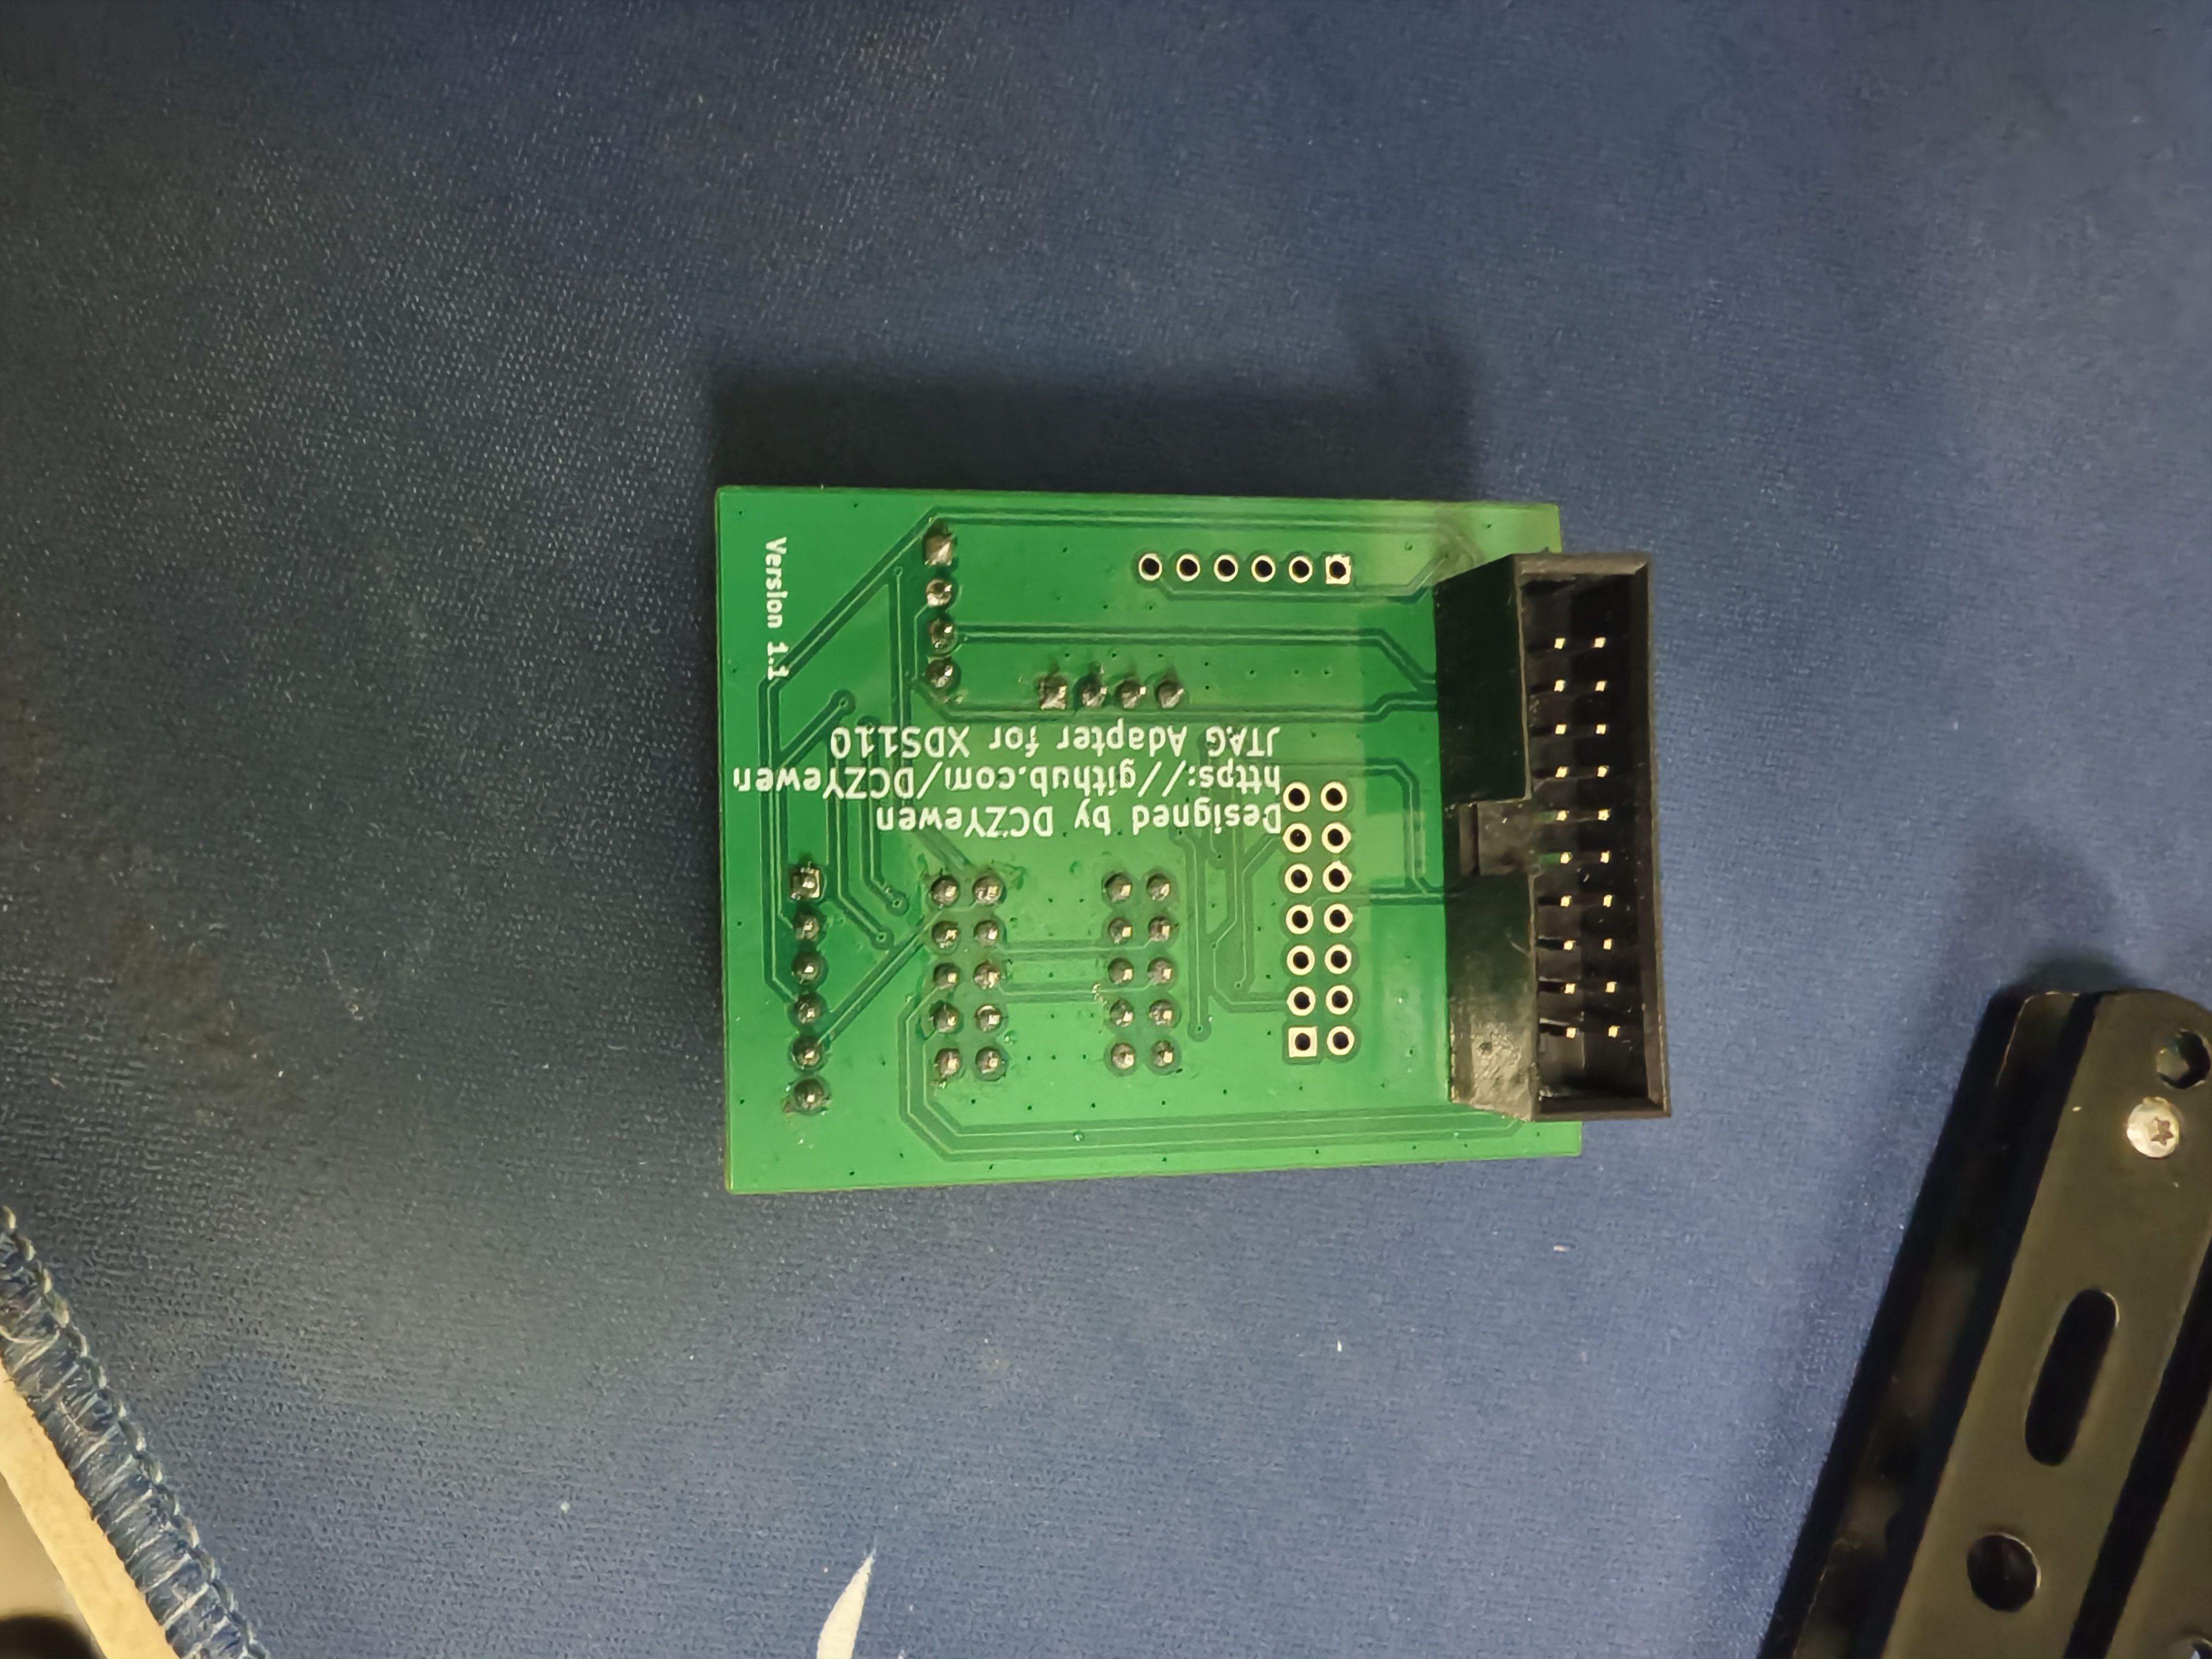 Designed by DCZYewen
https://github.com/DCZYewen
JTAG Adapter for XDS110
Version 1.1